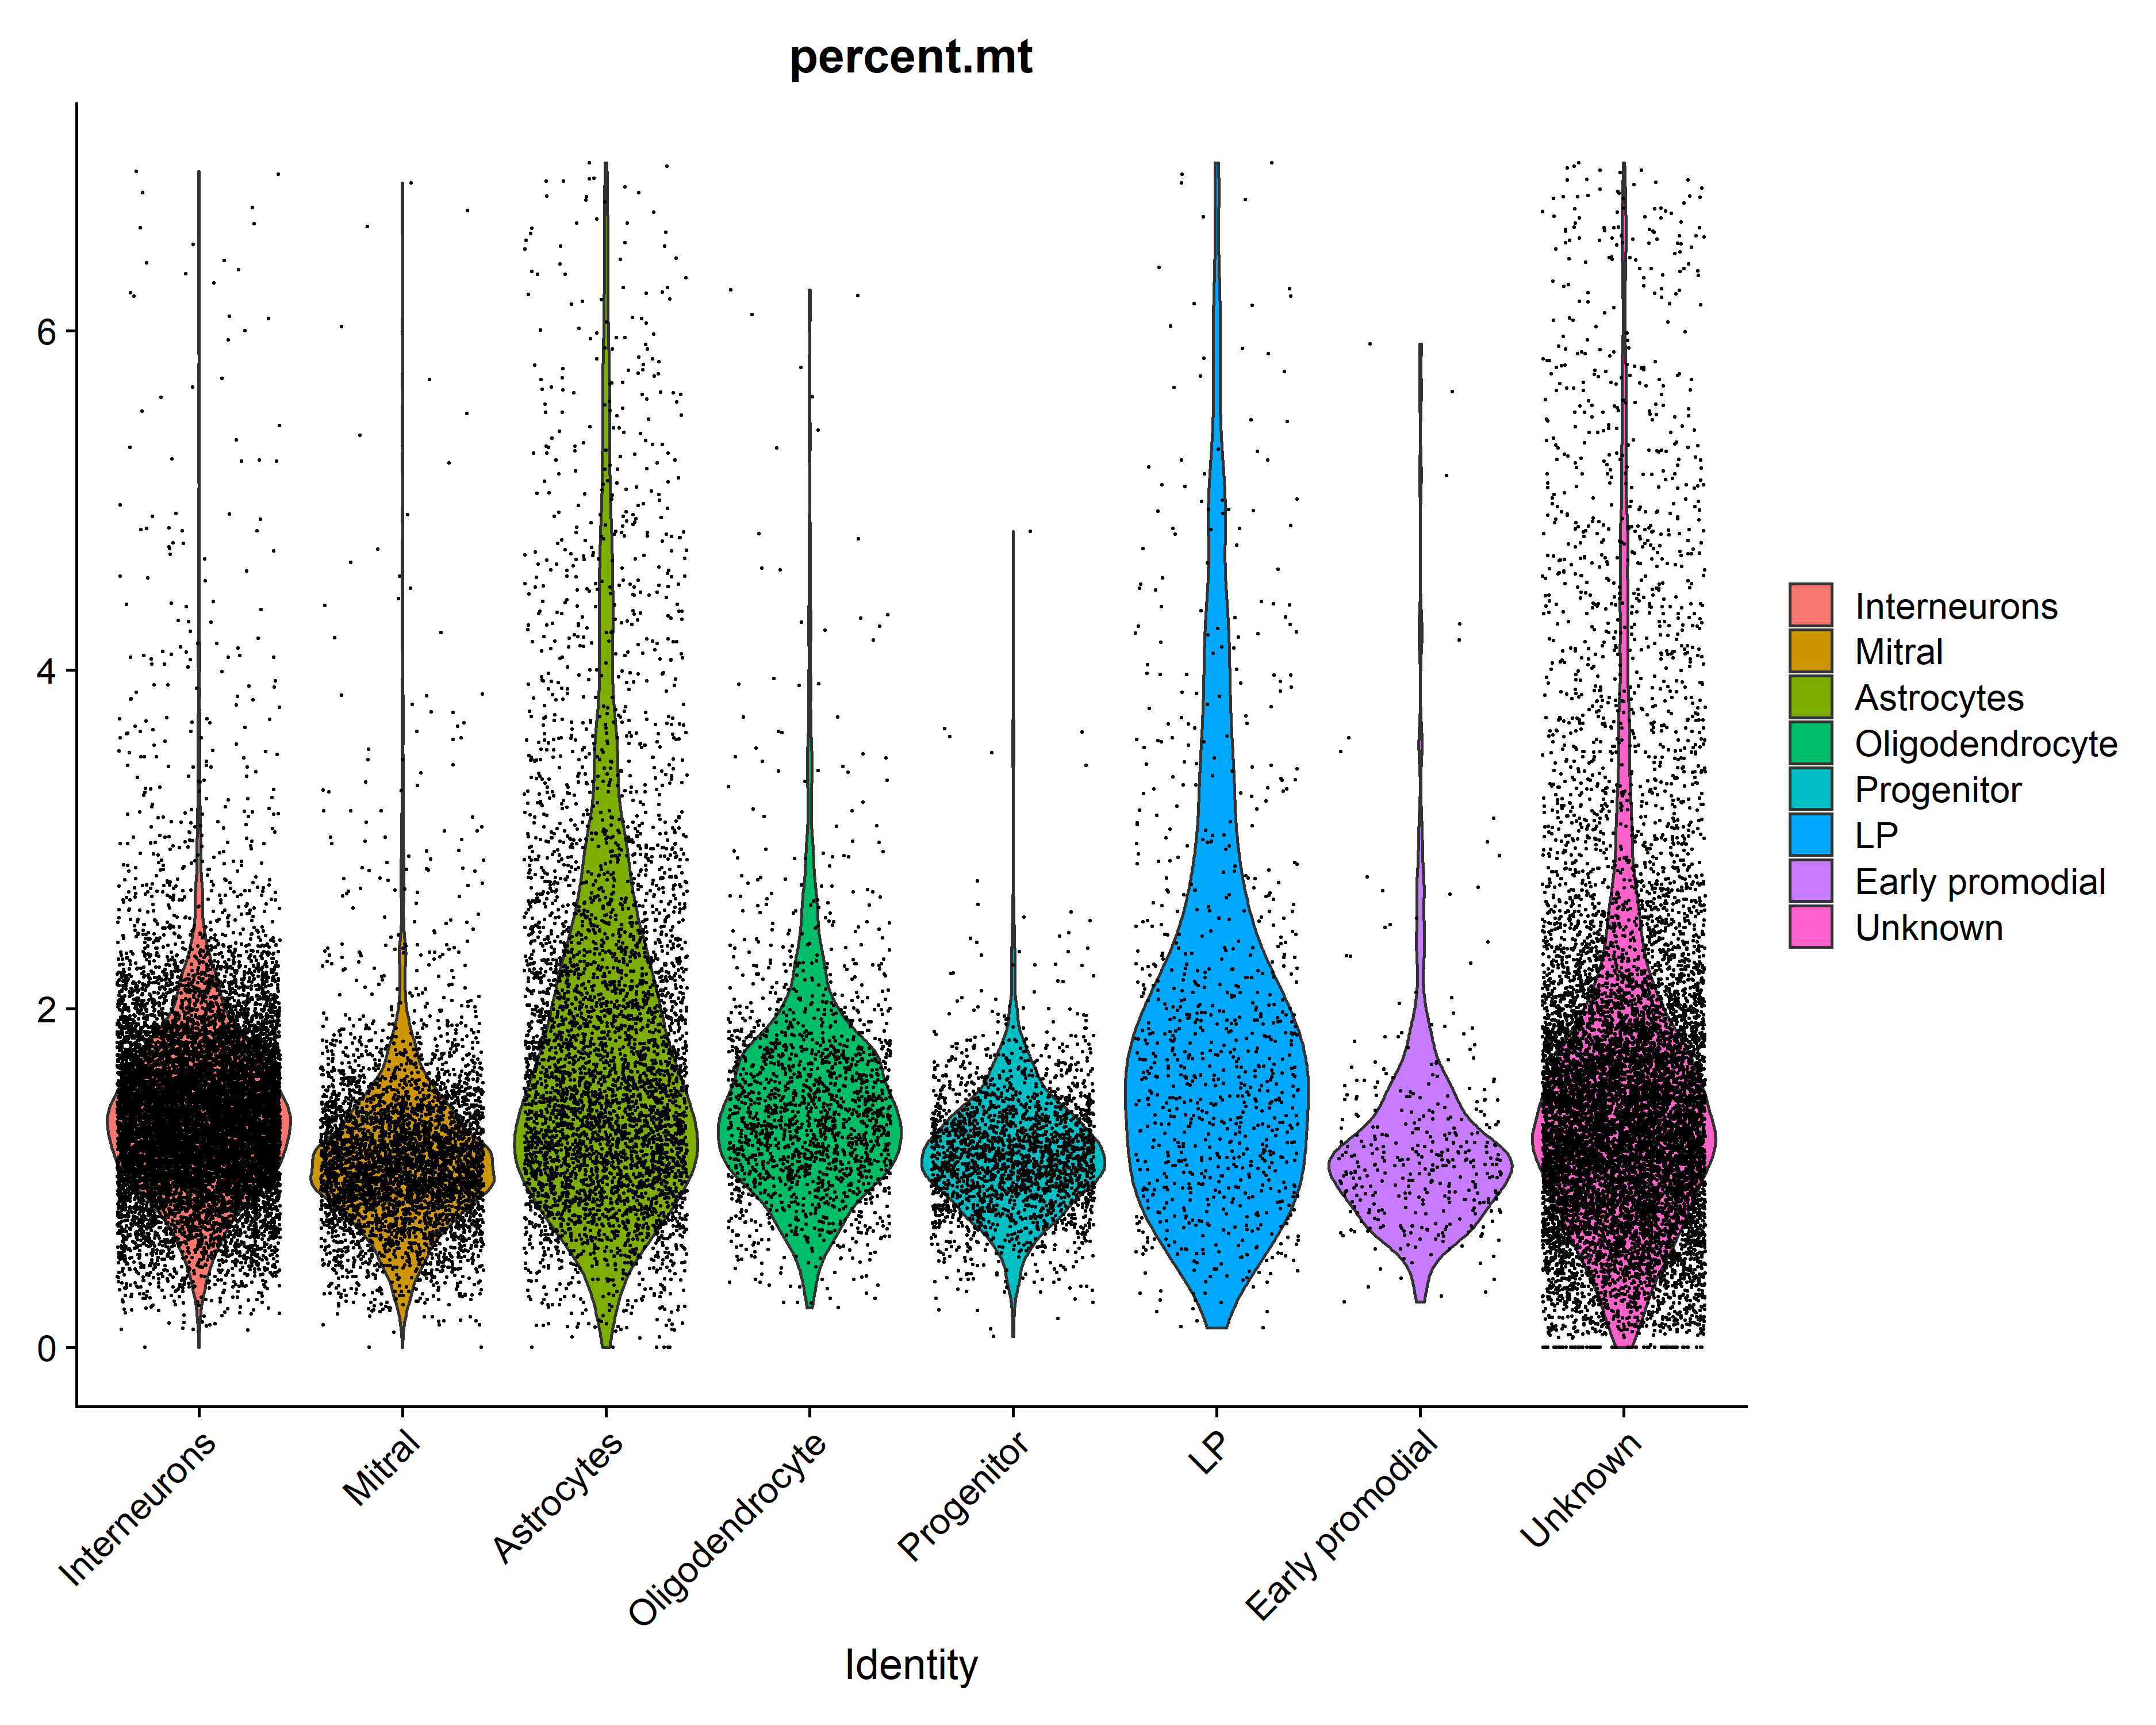 percent.mt
6
4
2
0
Interneurons
Mitral
Astrocytes
Oligodendrocyte
Progenitor
LP
Early promodial
Unknown
Identity
Interneurons
Mitral
Astrocytes
Oligodendrocyte
Progenitor
LP
Early promodial
Unknown